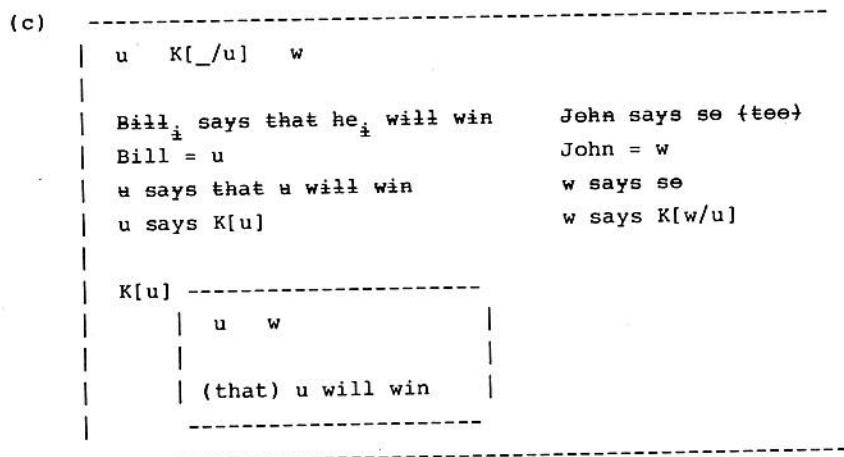 (c)
u K[_/u] w
Bill_i says that he_i will win John says so (too)
Bill = u John = w
u says that u will win w says so
u says K[u] w says K[w/u]
K[u]
u w
(that) u will win